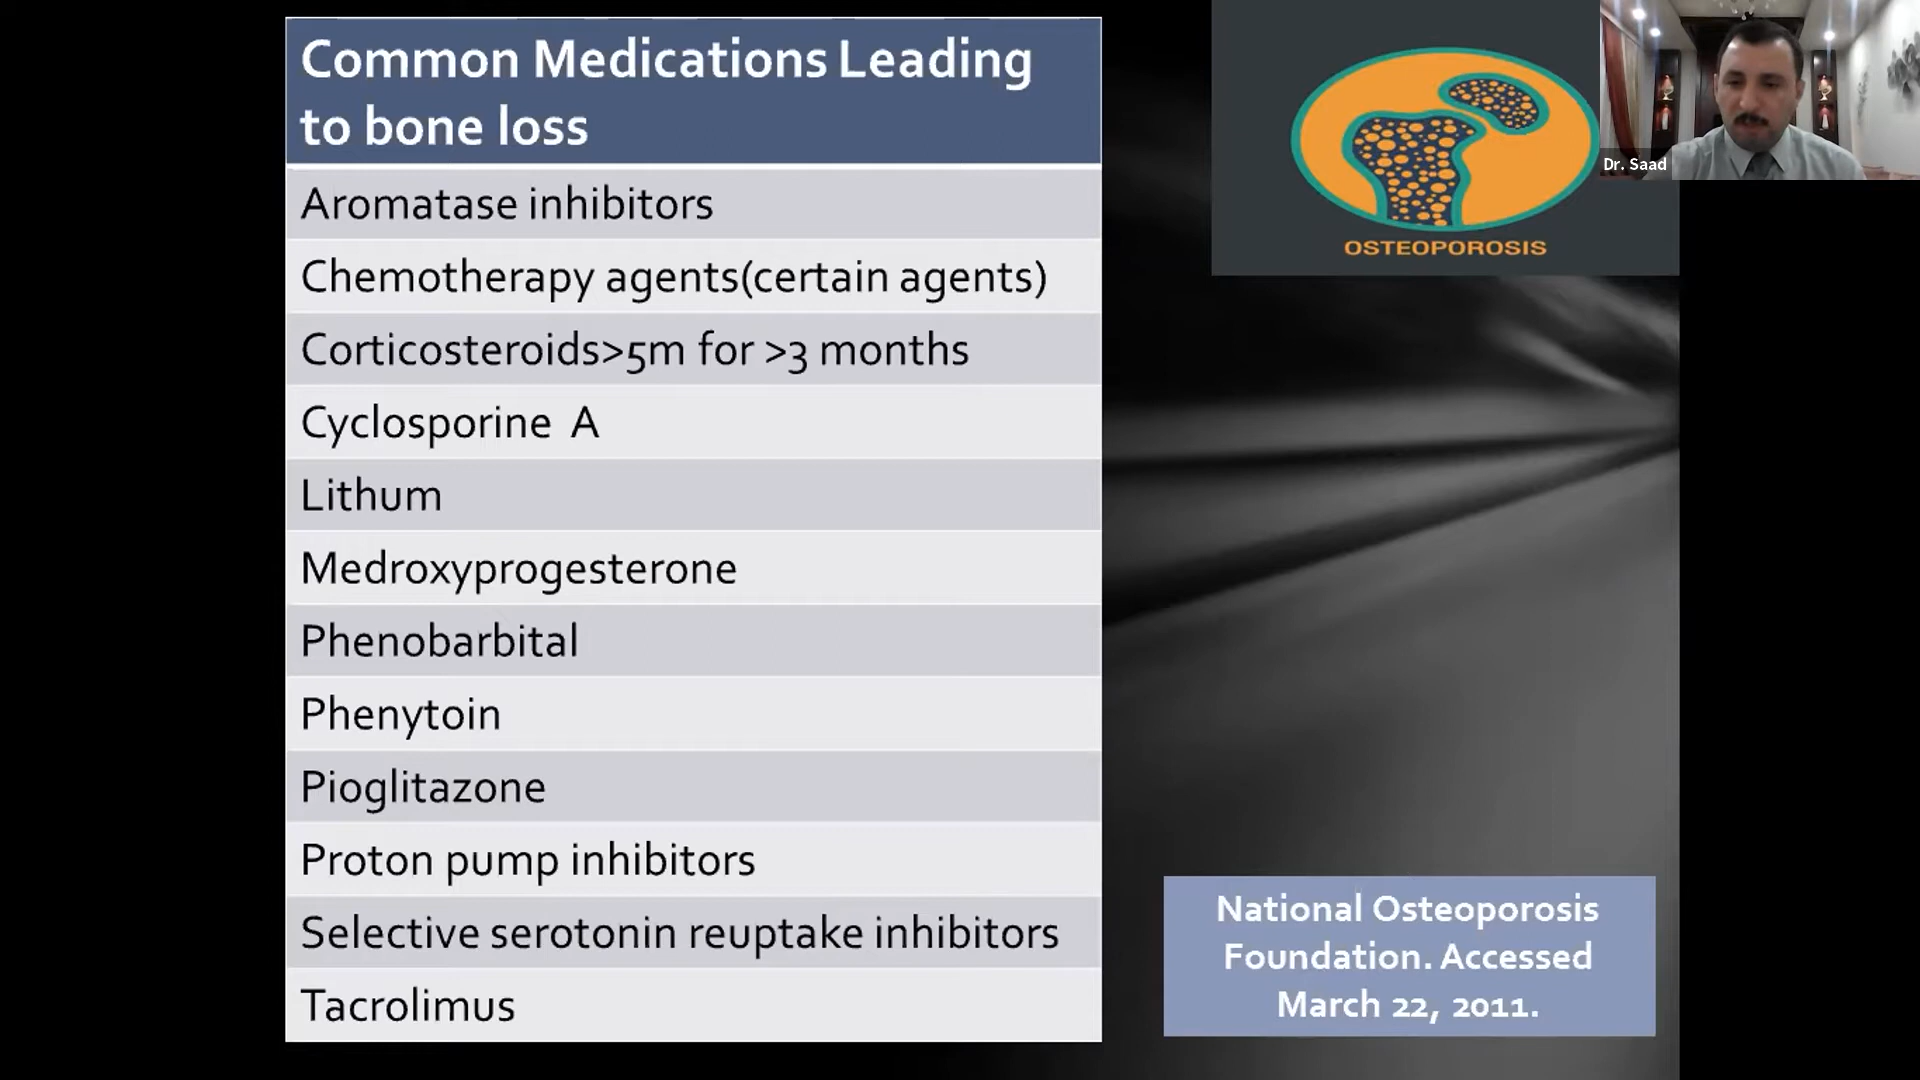 Common Medications Leading
to bone loss
Aromatase inhibitors
Chemotherapy agents(certain agents)
Corticosteroids>5m for >3 months
Cyclosporine A
Lithum
Medroxyprogesterone
Phenobarbital
Phenytoin
Pioglitazone
Proton pump inhibitors
Selective serotonin reuptake inhibitors
Tacrolimus
OSTEOPOROSIS
Dr. Saad
National Osteoporosis
Foundation. Accessed
March 22, 2011.